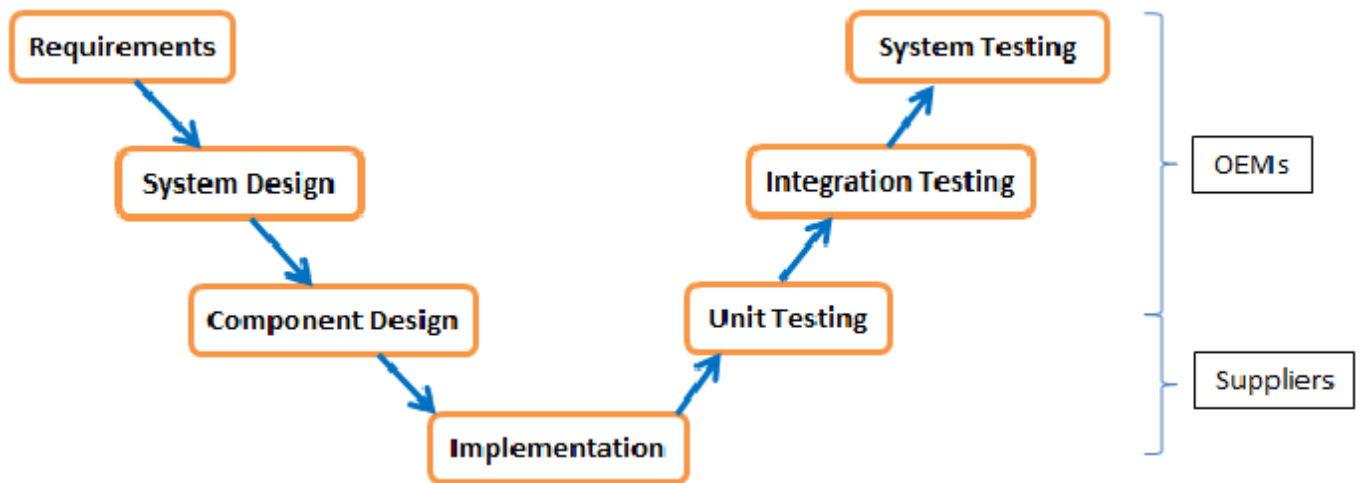 Requirements
System Testing
System Design
Integration Testing
OEMs
Component Design
Unit Testing
Suppliers
Implementation